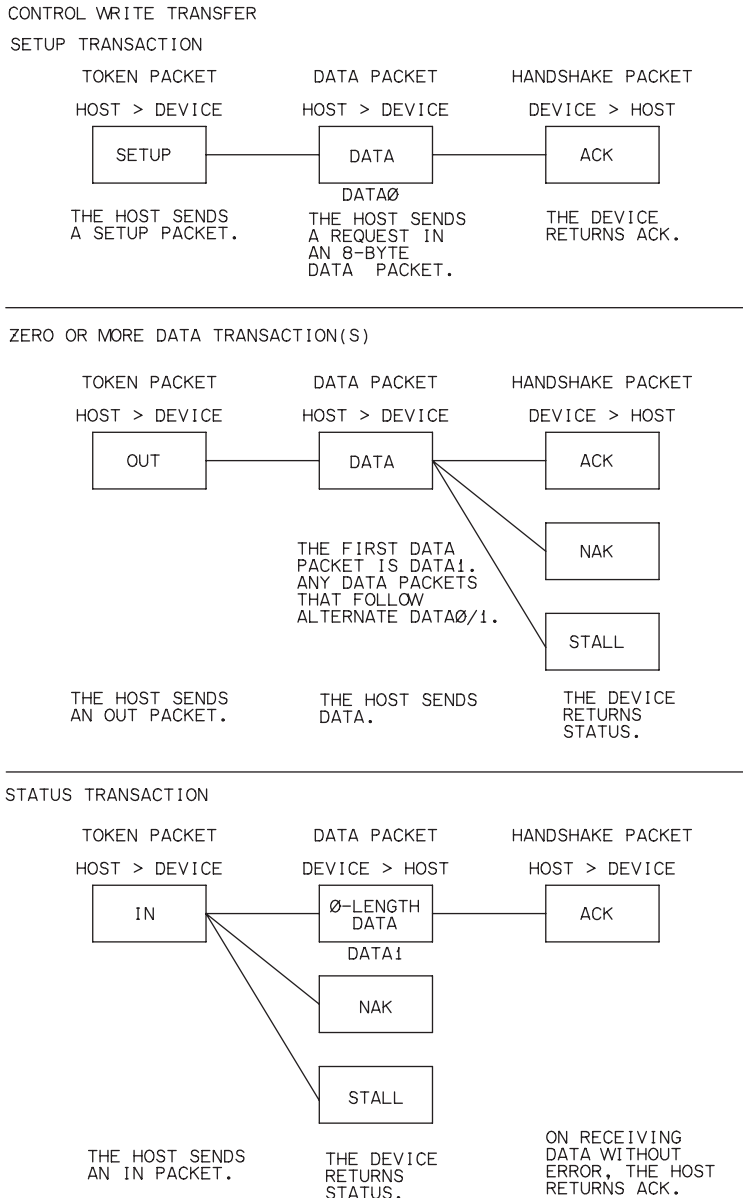 CONTROL WRITE TRANSFER
SETUP TRANSACTION
TOKEN PACKET
HOST > DEVICE
SETUP
THE HOST SENDS
A SETUP PACKET.
DATA PACKET
HOST > DEVICE
DATA
DATAØ
THE HOST SENDS
A REQUEST IN
AN 8-BYTE
DATA PACKET.
HANDSHAKE PACKET
DEVICE > HOST
ACK
THE DEVICE
RETURNS ACK.
ZERO OR MORE DATA TRANSACTION(S)
TOKEN PACKET
HOST > DEVICE
OUT
THE HOST SENDS
AN OUT PACKET.
DATA PACKET
HOST > DEVICE
DATA
THE FIRST DATA
PACKET IS DATA1.
ANY DATA PACKETS
THAT FOLLOW
ALTERNATE DATAØ/1.
THE HOST SENDS
DATA.
HANDSHAKE PACKET
DEVICE > HOST
ACK
NAK
STALL
THE DEVICE
RETURNS
STATUS.
STATUS TRANSACTION
TOKEN PACKET
HOST > DEVICE
IN
THE HOST SENDS
AN IN PACKET.
DATA PACKET
DEVICE > HOST
Ø-LENGTH
DATA
DATA1
NAK
STALL
THE DEVICE
RETURNS
STATUS.
HANDSHAKE PACKET
HOST > DEVICE
ACK
ON RECEIVING
DATA WITHOUT
ERROR, THE HOST
RETURNS ACK.